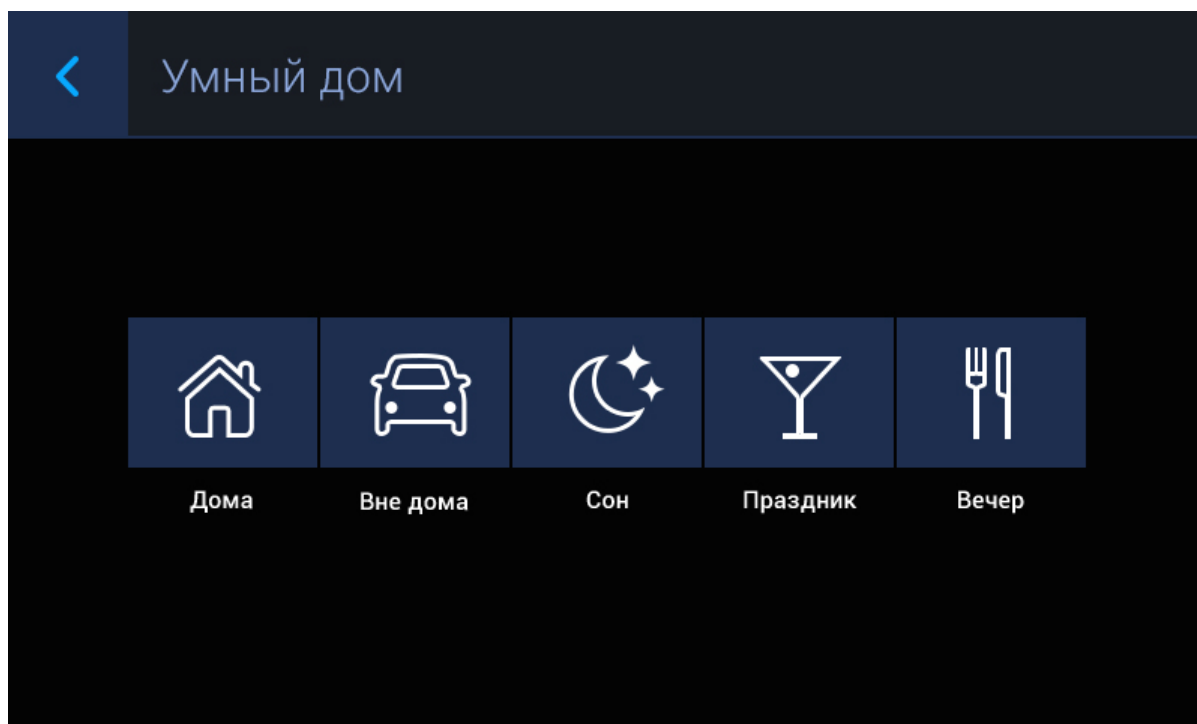 Умный дом
Дома
Вне дома
Сон
Праздник
Вечер